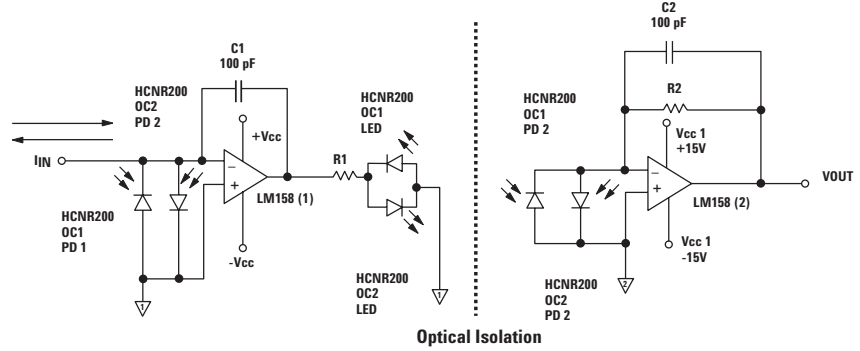 C1
100 pF
HCNR200
OC2
PD 2
+Vcc
IIN
−
+
LM158 (1)
-Vcc
HCNR200
OC1
PD 1
1
HCNR200
OC1
LED
R1
HCNR200
OC2
LED
1
C2
100 pF
R2
HCNR200
OC1
PD 2
Vcc 1
+15V
−
+
LM158 (2)
VOUT
Vcc 1
-15V
HCNR200
OC2
PD 2
2
Optical Isolation